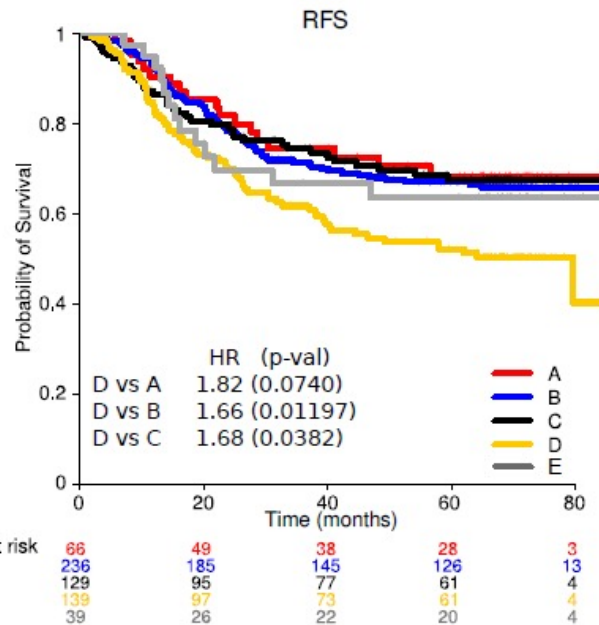 RFS
1
0.8
0.6
0.4
0.2
0
Probability of Survival
HR (p-val)
D vs A 1.82 (0.0740)
D vs B 1.66 (0.01197)
D vs C 1.68 (0.0382)
A
B
C
D
E
0 20 40 60 80
Time (months)
t risk
66 49 38 28 3
236 185 145 126 13
129 95 77 61 4
139 97 73 61 4
39 26 22 20 4